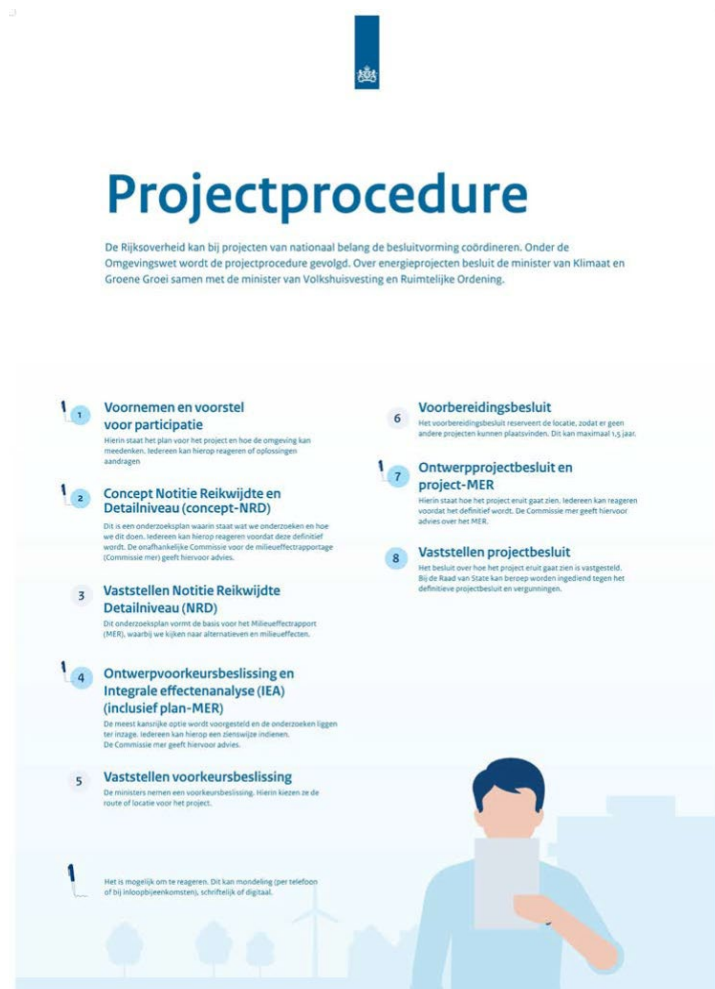 Projectprocedure
De Rijksoverheid kan bij projecten van nationaal belang de besluitvorming coördineren. Onder de
Omgevingswet wordt de projectprocedure gevolgd. Over energieprojecten besluit de minister van Klimaat en
Groene Groei samen met de minister van Volkshuisvesting en Ruimtelijke Ordening.
1
Voornemen en voorstel
voor participatie
Hierin staat het plan voor het project en hoe de omgeving kan
meedenken. Iedereen kan hierop reageren of oplossingen
aandragen
2
Concept Notitie Reikwijdte en
Detailniveau (concept-NRD)
Dit is een onderzoeksplan waarin staat wat we onderzoeken en hoe
we dit doen. Iedereen kan hierop reageren voordat deze definitief
wordt. De onafhankelijke Commissie voor de milieueffectrapportage
(Commissie mer) geeft hiervoor advies.
3
Vaststellen Notitie Reikwijdte
Detailniveau (NRD)
Dit onderzoeksplan vormt de basis voor het Milieueffectrapport
(MER), waarbij we kijken naar alternatieven en milieueffecten.
4
Ontwerpvoorkeursbeslissing en
Integrale effectenanalyse (IEA)
(inclusief plan-MER)
De meest kansrijke optie wordt voorgesteld en de onderzoeken liggen
ter inzage. Iedereen kan hierop een zienswijze indienen.
De Commissie mer geeft hiervoor advies.
5
Vaststellen voorkeursbeslissing
De ministers nemen een voorkeursbeslissing. Hierin kiezen ze de
route of locatie voor het project.
Het is mogelijk om te reageren. Dit kan mondeling (per telefoon
of bij inloopbijeenkomsten), schriftelijk of digitaal.
6
Voorbereidingsbesluit
Het voorbereidingsbesluit reserveert de locatie, zodat er geen
andere projecten kunnen plaatsvinden. Dit kan maximaal 1,5 jaar.
7
Ontwerpprojectbesluit en
project-MER
Hierin staat hoe het project eruit gaat zien. Iedereen kan reageren
voordat het definitief wordt. De Commissie mer geeft hiervoor
advies over het MER.
8
Vaststellen projectbesluit
Het besluit over hoe het project eruit gaat zien is vastgesteld.
Bij de Raad van State kan beroep worden ingediend tegen het
definitieve projectbesluit en vergunningen.